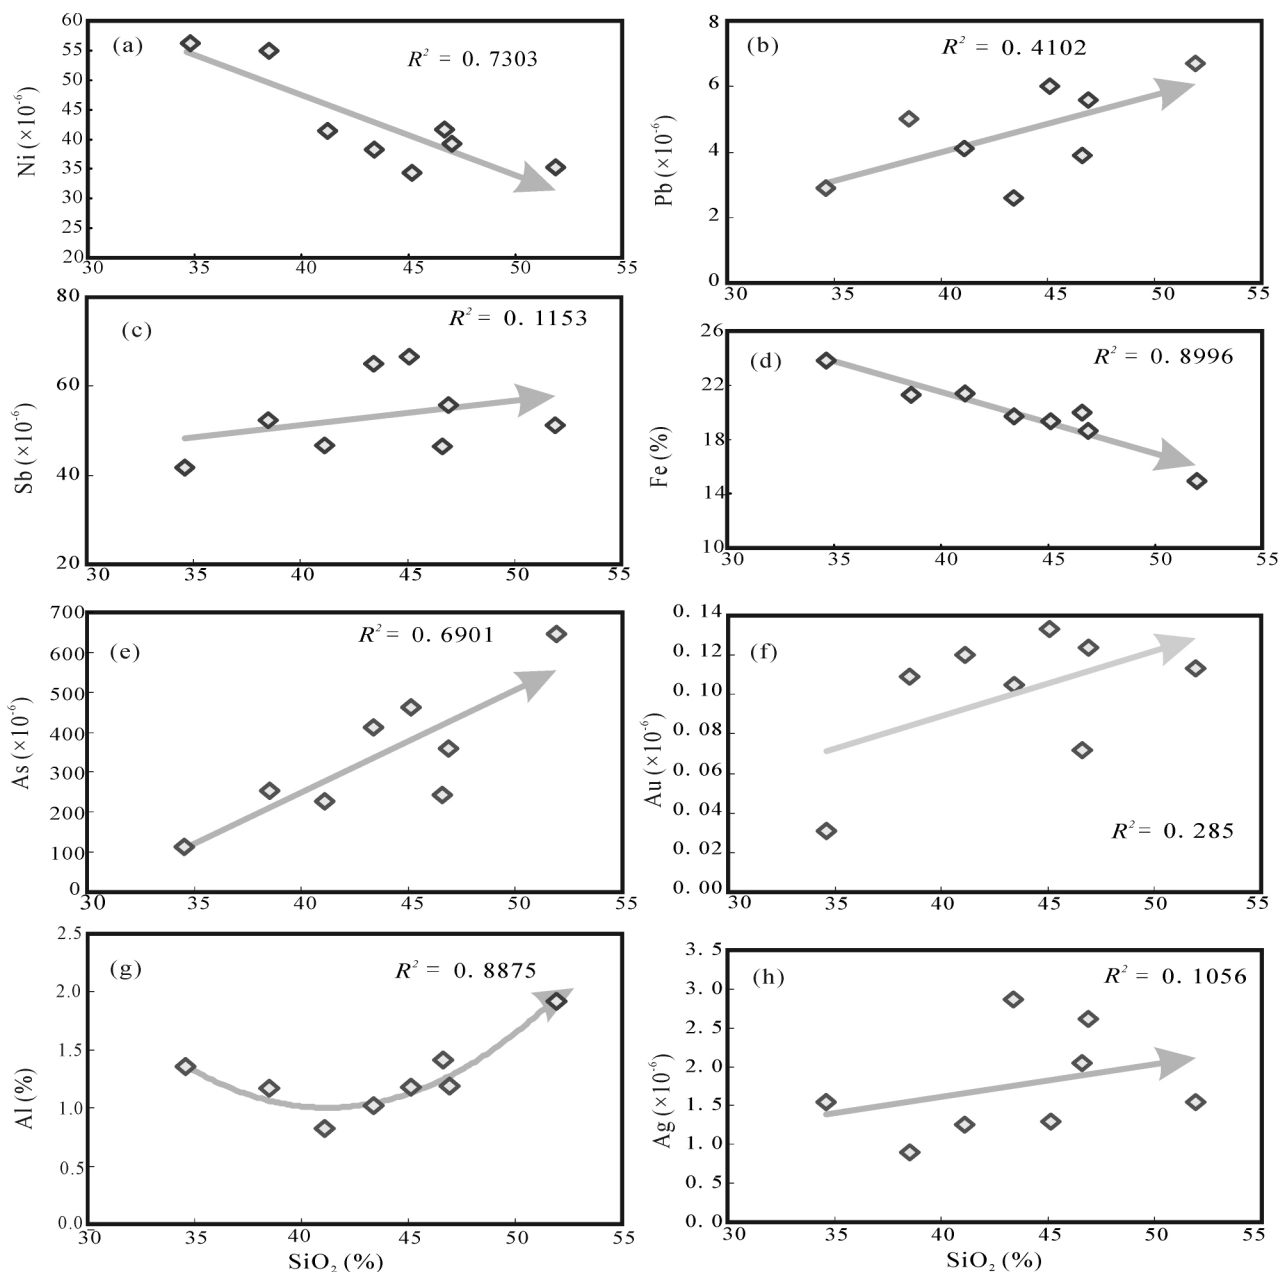 (a)
R² = 0.7303
Ni (×10⁻⁶)
60
55
50
45
40
35
30
25
20
30 35 40 45 50 55
(b)
R² = 0.4102
Pb (×10⁻⁶)
8
6
4
2
0
30 35 40 45 50 55
(c)
R² = 0.1153
Sb (×10⁻⁶)
80
60
40
20
30 35 40 45 50 55
(d)
R² = 0.8996
Fe (%)
26
22
18
14
10
30 35 40 45 50 55
(e)
R² = 0.6901
As (×10⁻⁶)
700
600
500
400
300
200
100
0
30 35 40 45 50 55
(f)
R² = 0.285
Au (×10⁻⁶)
0.14
0.12
0.10
0.08
0.06
0.04
0.02
0.00
30 35 40 45 50 55
(g)
R² = 0.8875
Al (%)
2.5
2.0
1.5
1.0
0.5
0.0
30 35 40 45 50 55
SiO₂ (%)
(h)
R² = 0.1056
Ag (×10⁻⁶)
3.5
3.0
2.5
2.0
1.5
1.0
0.5
0.0
30 35 40 45 50 55
SiO₂ (%)